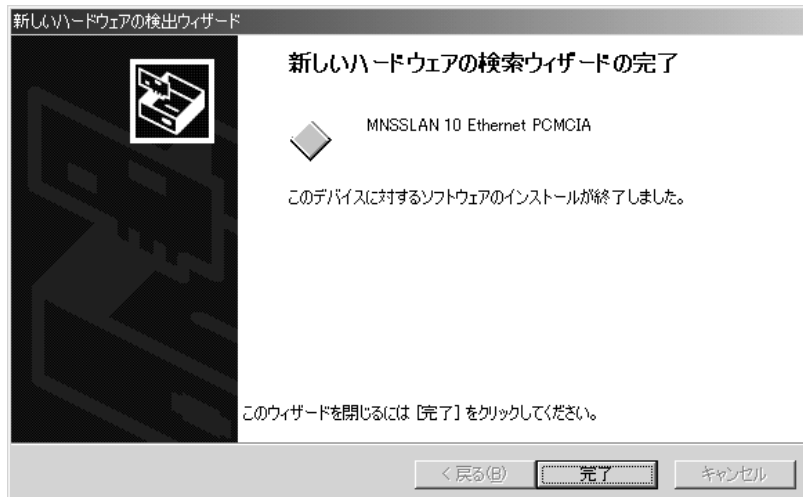 新しいハードウェアの検出ウィザード
新しいハードウェアの検索ウィザードの完了
MNSSLAN 10 Ethernet PCMCIA
このデバイスに対するソフトウェアのインストールが終了しました。
このウィザードを閉じるには [完了] をクリックしてください。
< 戻る(B)
完了
キャンセル